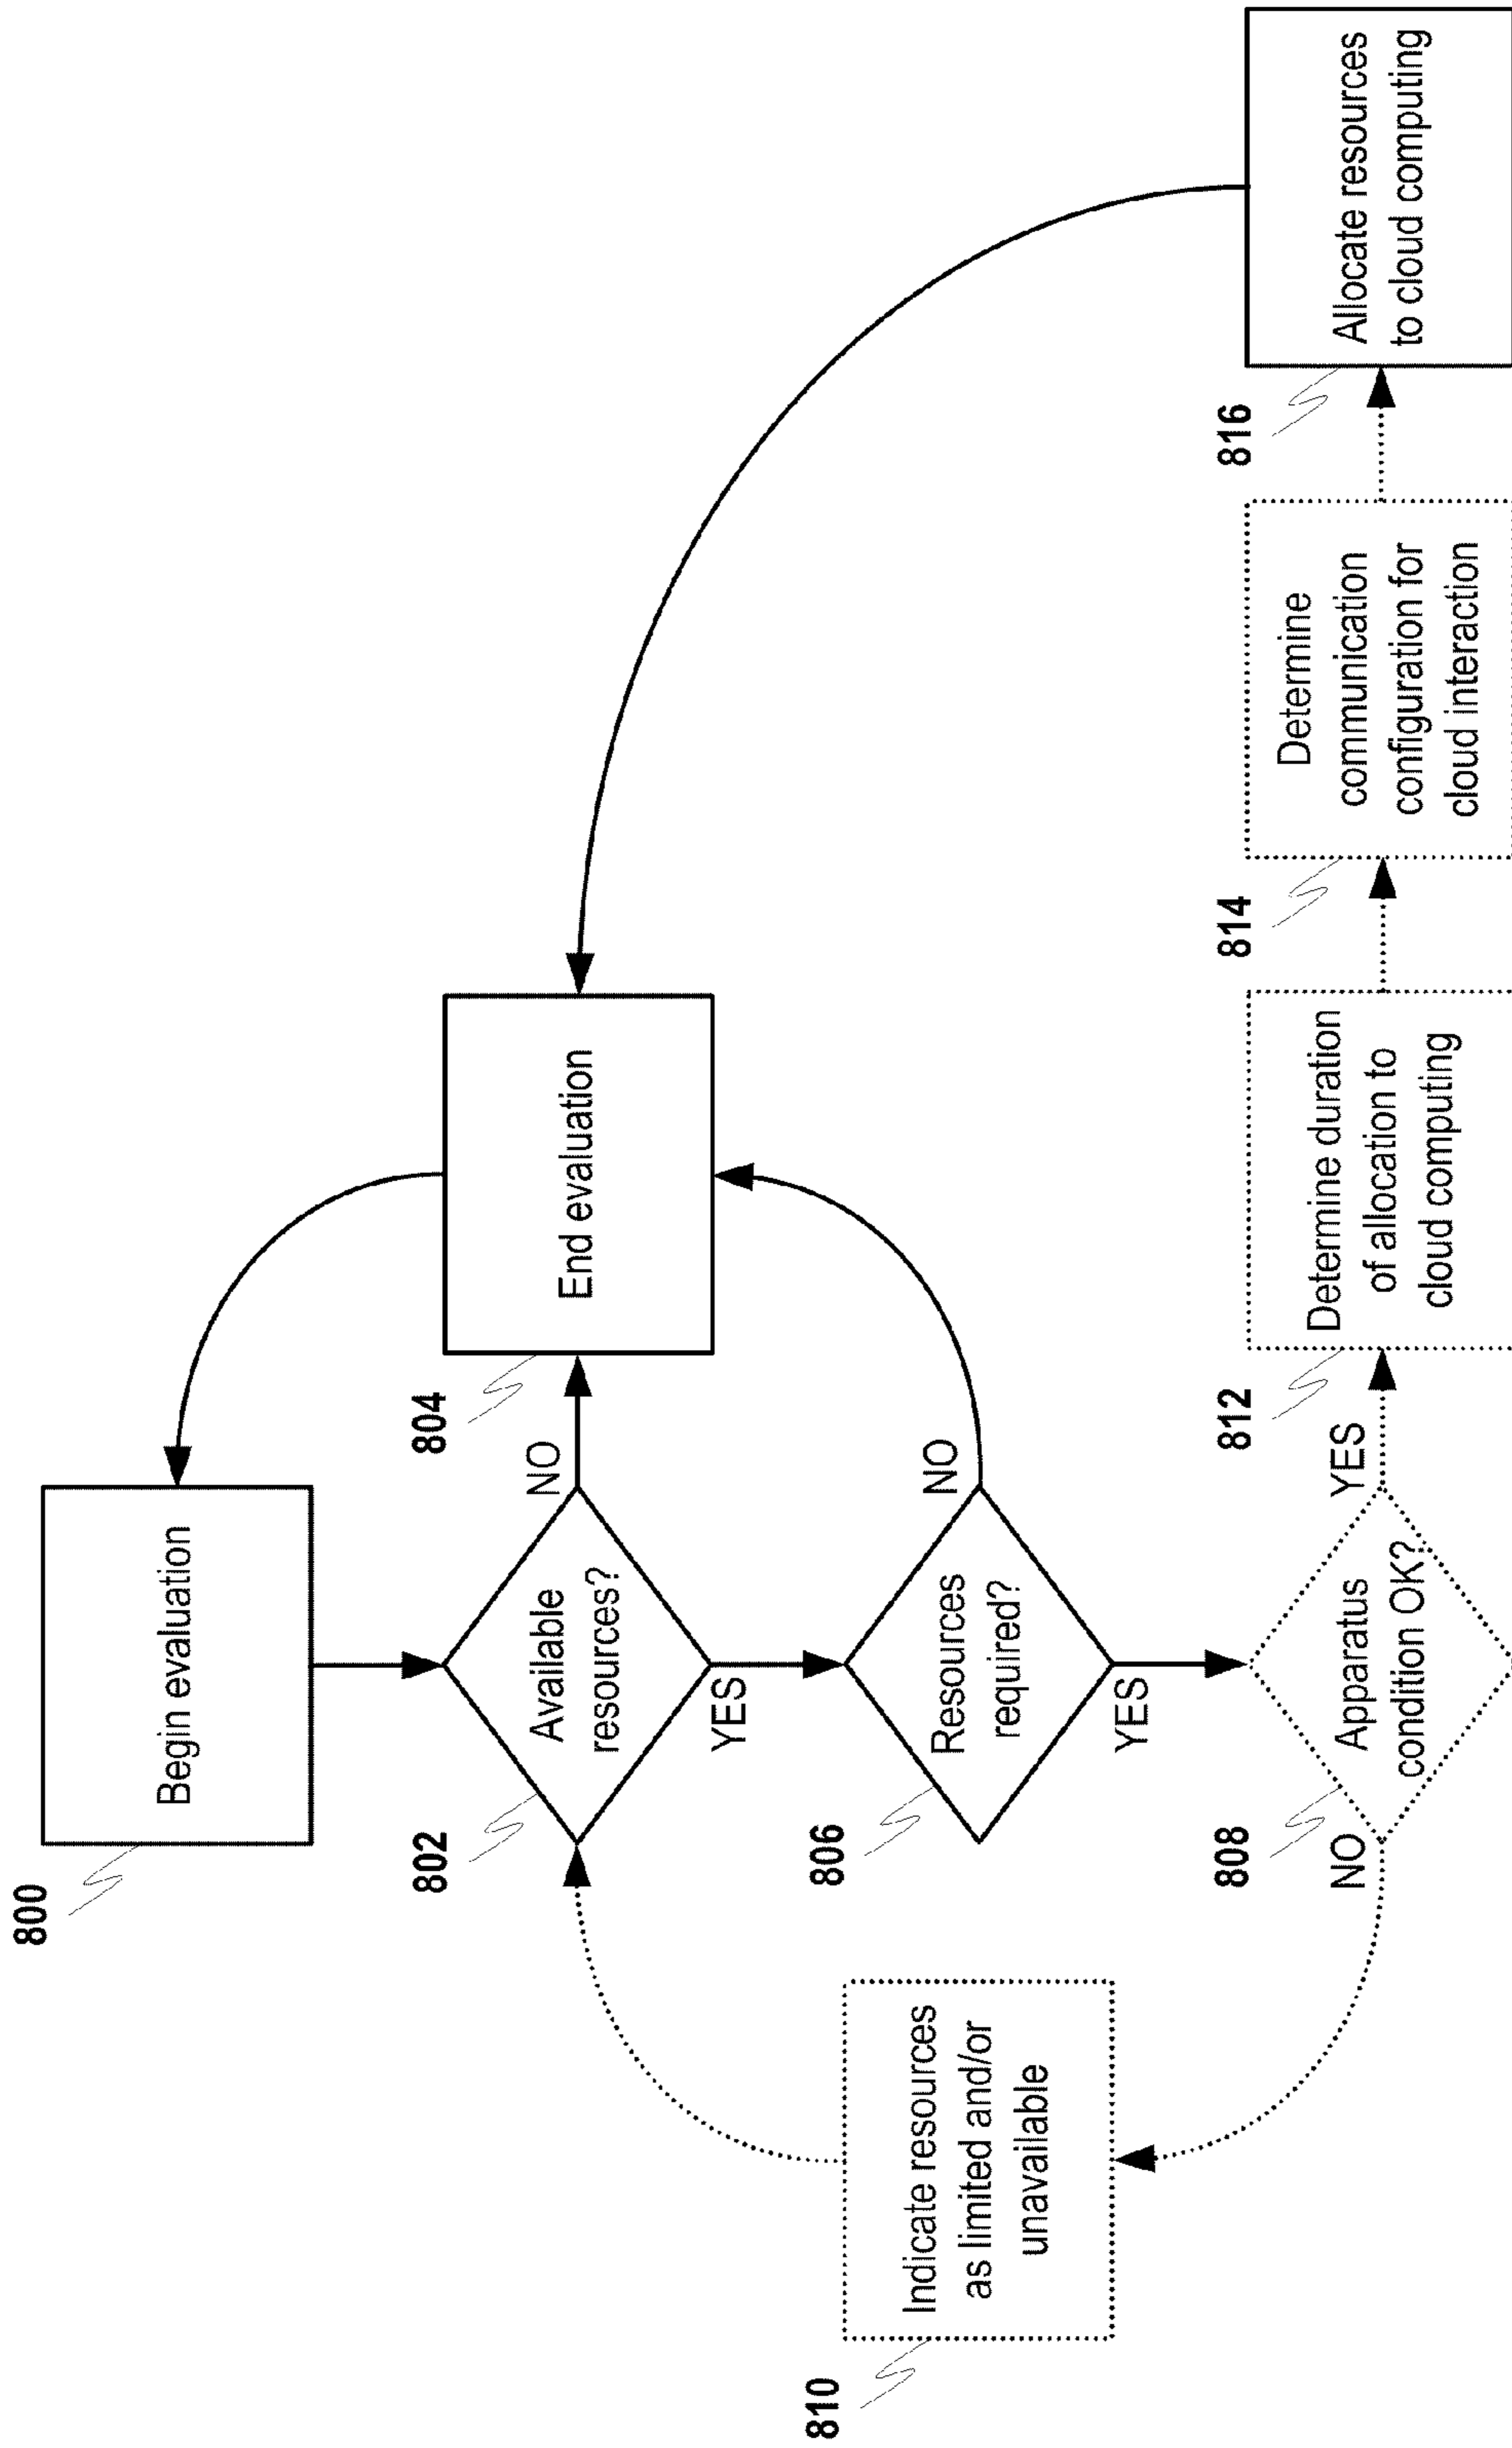 800
Begin evaluation
802
Available
resources?
NO
YES
804
End evaluation
806
Resources
required?
NO
YES
808
Apparatus
condition OK?
NO
YES
810
Indicate resources
as limited and/or
unavailable
812
Determine duration
of allocation to
cloud computing
814
Determine
communication
configuration for
cloud interaction
816
Allocate resources
to cloud computing